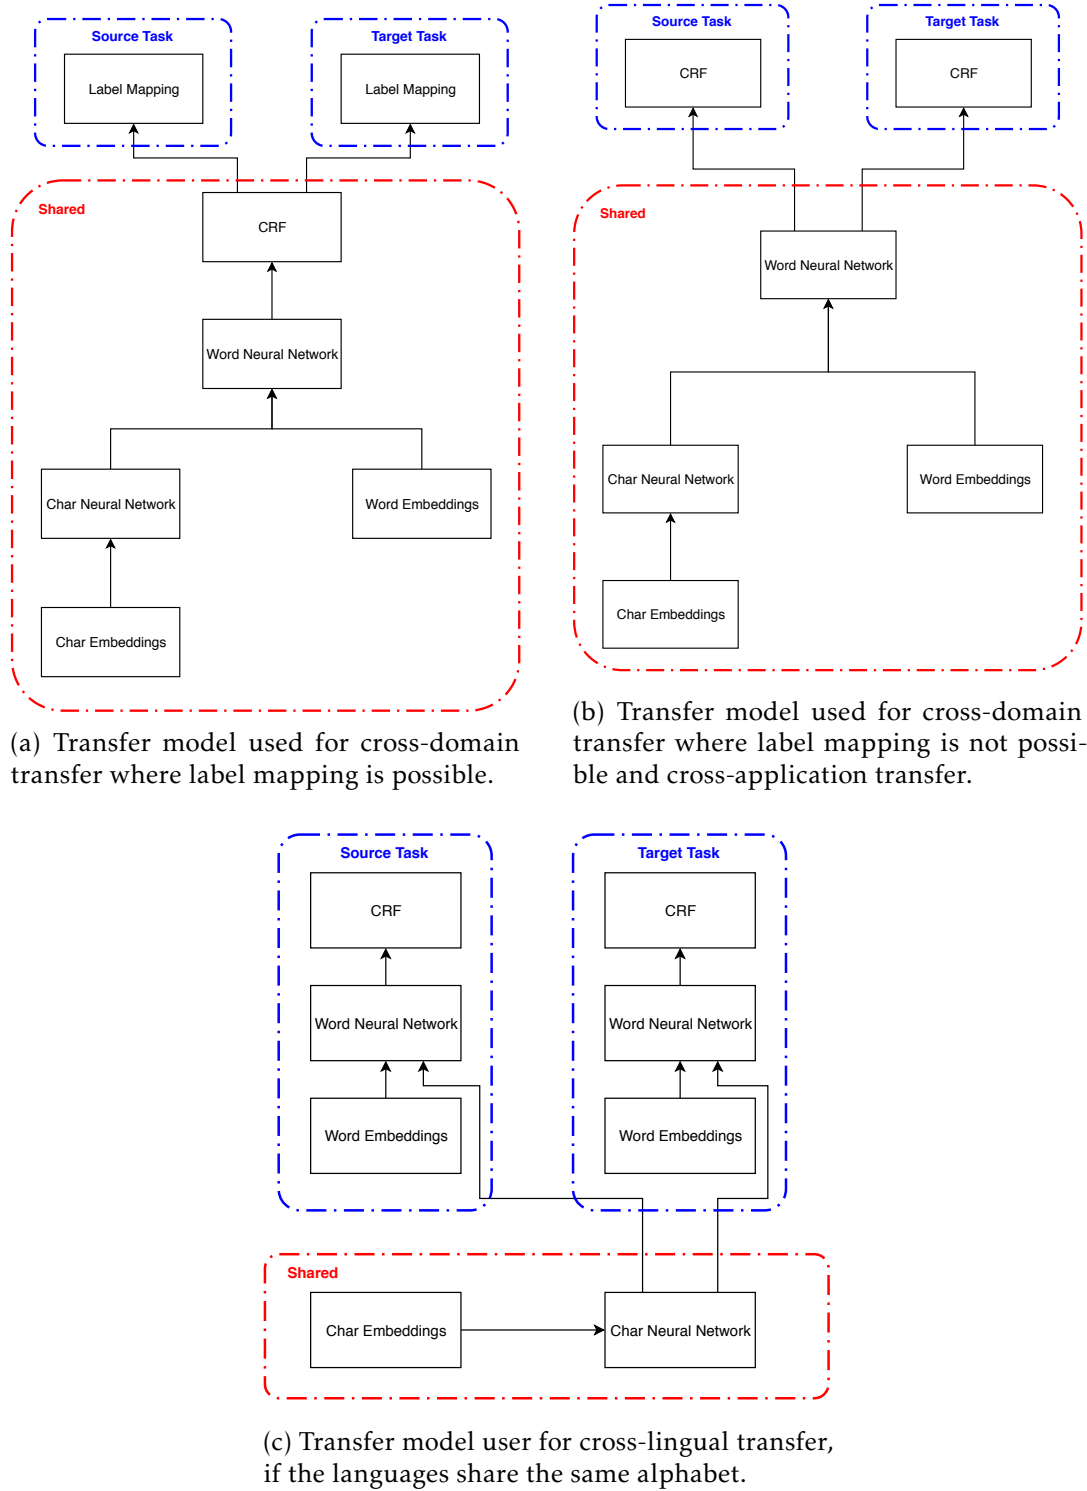 Source Task
Target Task
Label Mapping
Label Mapping
Shared
CRF
Word Neural Network
Char Neural Network
Word Embeddings
Char Embeddings
(a) Transfer model used for cross-domain
transfer where label mapping is possible.
Source Task
Target Task
CRF
CRF
Shared
Word Neural Network
Char Neural Network
Word Embeddings
Char Embeddings
(b) Transfer model used for cross-domain
transfer where label mapping is not possi-
ble and cross-application transfer.
Source Task
Target Task
CRF
CRF
Word Neural Network
Word Neural Network
Word Embeddings
Word Embeddings
Shared
Char Embeddings
Char Neural Network
(c) Transfer model user for cross-lingual transfer,
if the languages share the same alphabet.